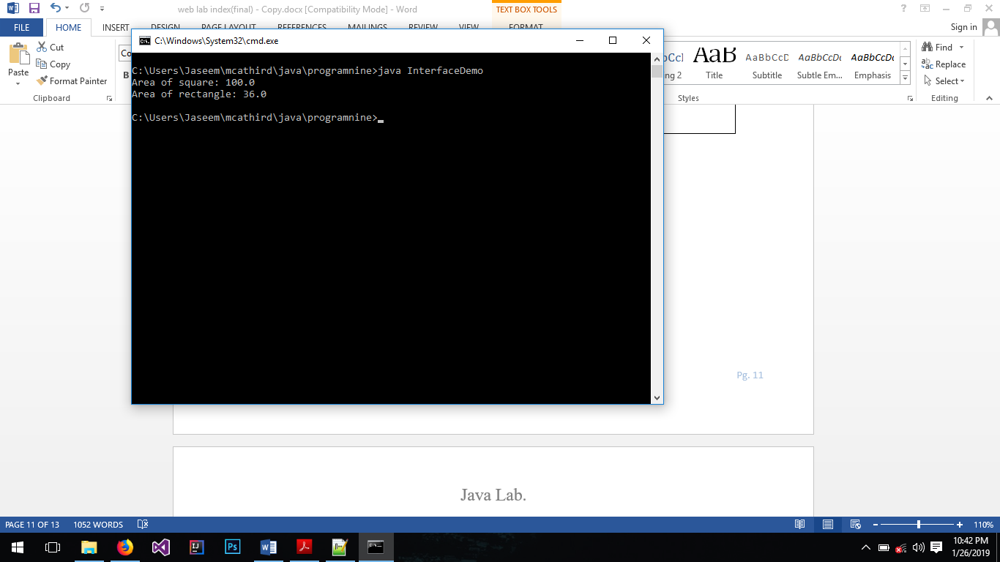 web lab index(final) - Copy.docx [Compatibility Mode] - Word
TEXT BOX TOOLS
FILE HOME INSERT DESIGN PAGE LAYOUT REFERENCES MAILINGS REVIEW VIEW FORMAT
Sign in
Paste
Cut
Copy
Format Painter
Clipboard
Co
B
AaB
AaBbCcD
AaBbCcDc
AaBbCcDc
ng 2
Title
Subtitle
Subtle Em...
Emphasis
Styles
Find
Replace
Select
Editing
C:\Windows\System32\cmd.exe
C:\Users\Jaseem\mcathird\java\programnine>java InterfaceDemo
Area of square: 100.0
Area of rectangle: 36.0
C:\Users\Jaseem\mcathird\java\programnine>
Pg. 11
Java Lab.
PAGE 11 OF 13 1052 WORDS
110%
10:42 PM
1/26/2019